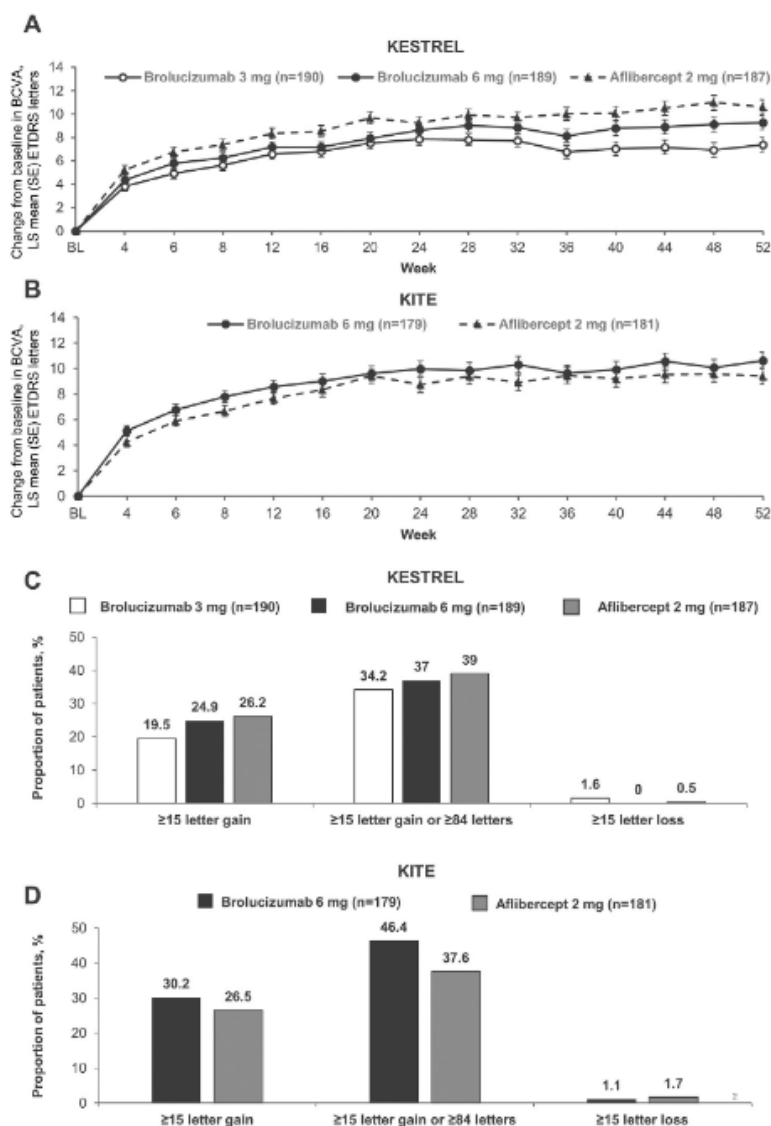 A
KESTREL
Brolucizumab 3 mg (n=190) Brolucizumab 6 mg (n=189) Aflibercept 2 mg (n=187)
Change from baseline in BCVA,
LS mean (SE) ETDRS letters
14
12
10
8
6
4
2
0
BL 4 6 8 12 16 20 24 28 32 36 40 44 48 52
Week
B
KITE
Brolucizumab 6 mg (n=179) Aflibercept 2 mg (n=181)
Change from baseline in BCVA,
LS mean (SE) ETDRS letters
14
12
10
8
6
4
2
0
BL 4 6 8 12 16 20 24 28 32 36 40 44 48 52
Week
C
KESTREL
Brolucizumab 3 mg (n=190) Brolucizumab 6 mg (n=189) Aflibercept 2 mg (n=187)
Proportion of patients, %
50
40
30
20
10
0
19.5 24.9 26.2 34.2 37 39 1.6 0 0.5
≥15 letter gain ≥15 letter gain or ≥84 letters ≥15 letter loss
D
KITE
Brolucizumab 6 mg (n=179) Aflibercept 2 mg (n=181)
Proportion of patients, %
50
40
30
20
10
0
30.2 26.5 46.4 37.6 1.1 1.7
≥15 letter gain ≥15 letter gain or ≥84 letters ≥15 letter loss